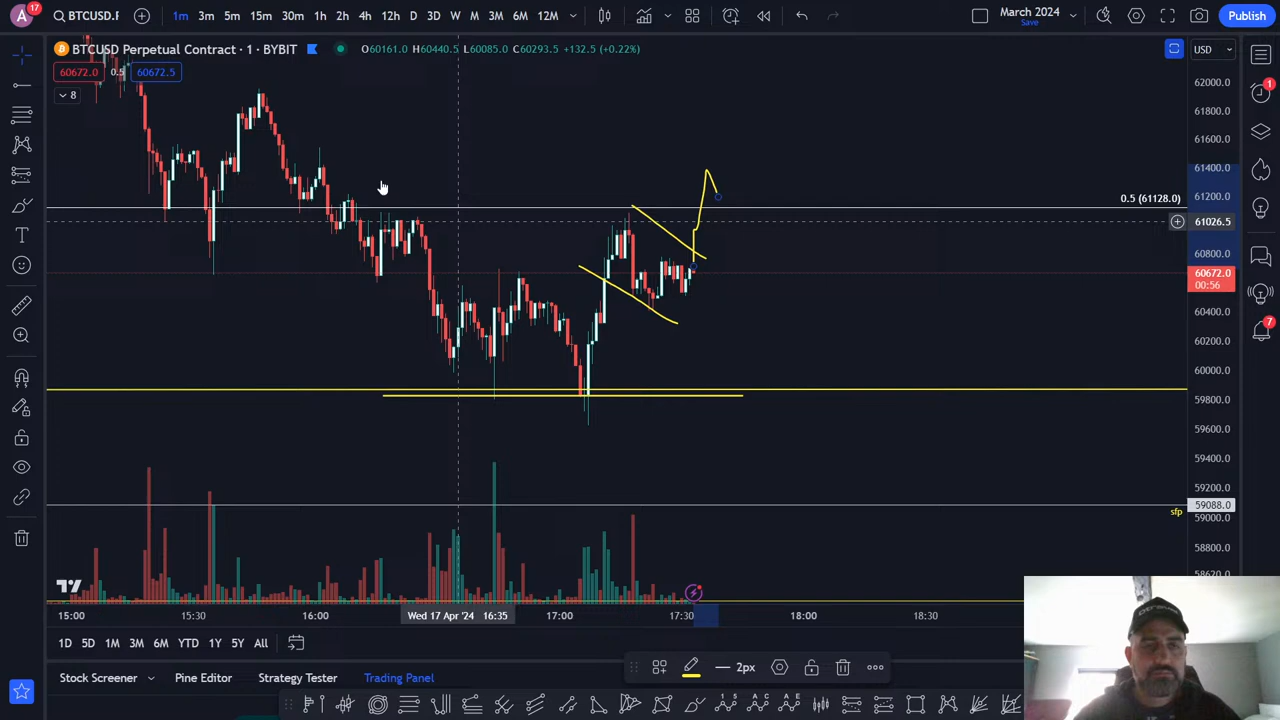 A 17 BTCUSD.F 1m 3m 5m 15m 30m 1h 2h 4h 12h D 3D W M 3M 6M 12M March 2024 Save Publish
BTCUSD Perpetual Contract · 1 · BYBIT O60161.0 H60440.5 L60085.0 C60293.5 +132.5 (+0.22%) USD
60672.0 0.5 60672.5
8
62000.0
61800.0
61600.0
61400.0
0.5 (61128.0) 61200.0
61026.5
60800.0
60672.0
00:56
60400.0
60200.0
60000.0
59800.0
59600.0
59400.0
59200.0
59088.0
sfp
59000.0
58800.0
58620.0
15:00 15:30 16:00 Wed 17 Apr '24 16:35 17:00 17:30 18:00 18:30
1D 5D 1M 3M 6M YTD 1Y 5Y All
2px
Stock Screener Pine Editor Strategy Tester Trading Panel
1
7